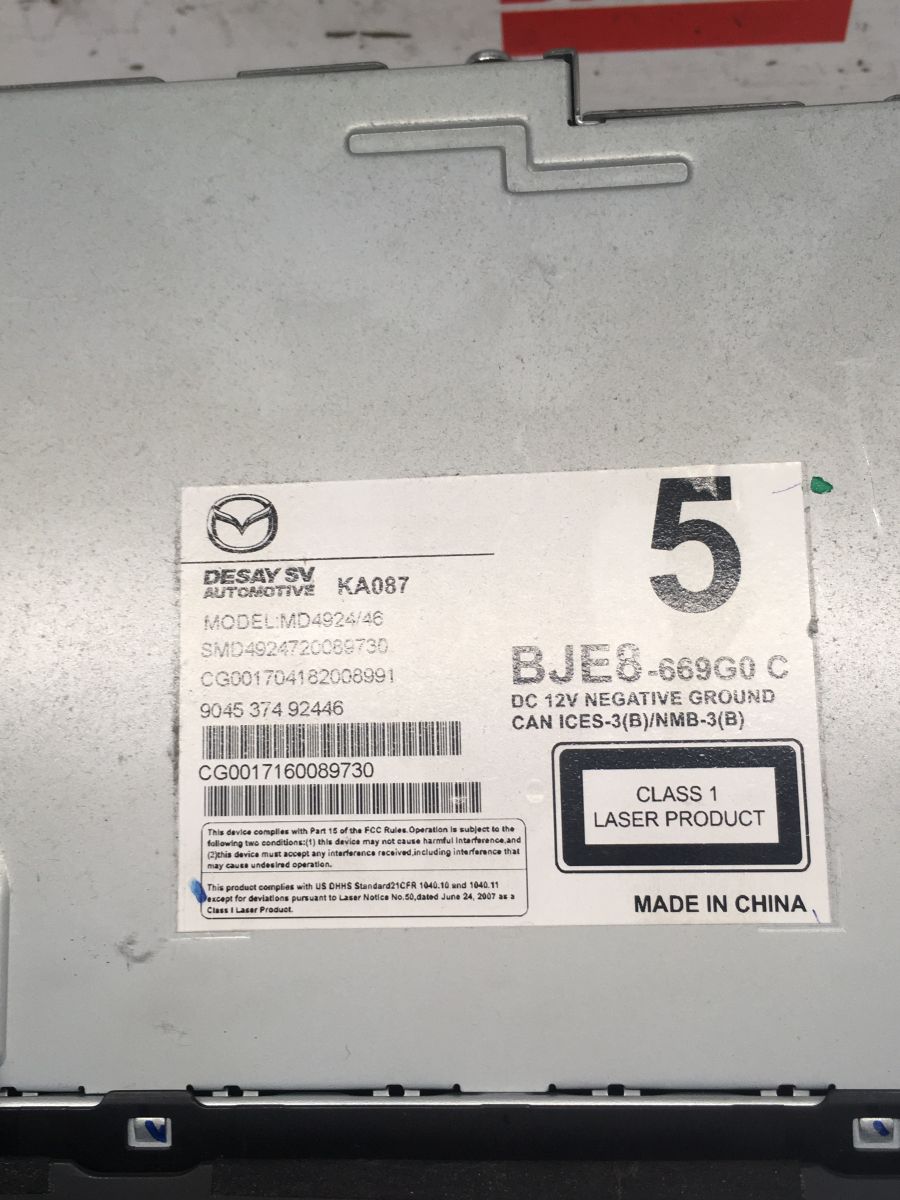 5
DESAY SV
AUTOMOTIVE
KA087
MODEL:MD4924/46
SMD4924720089730
CG001704182008991
9045 374 92446
CG0017160089730
BJE8-669G0 C
DC 12V NEGATIVE GROUND
CAN ICES-3(B)/NMB-3(B)
CLASS 1
LASER PRODUCT
This device complies with Part 15 of the FCC Rules.Operation is subject to the
following two conditions:(1) this device may not cause harmful interference,and
(2)this device must accept any interference received,including interference that
may cause undesired operation.
This product complies with US DHHS Standard21CFR 1040.10 and 1040.11
except for deviations pursuant to Laser Notice No.50,dated June 24, 2007 as a
Class I Laser Product.
MADE IN CHINA